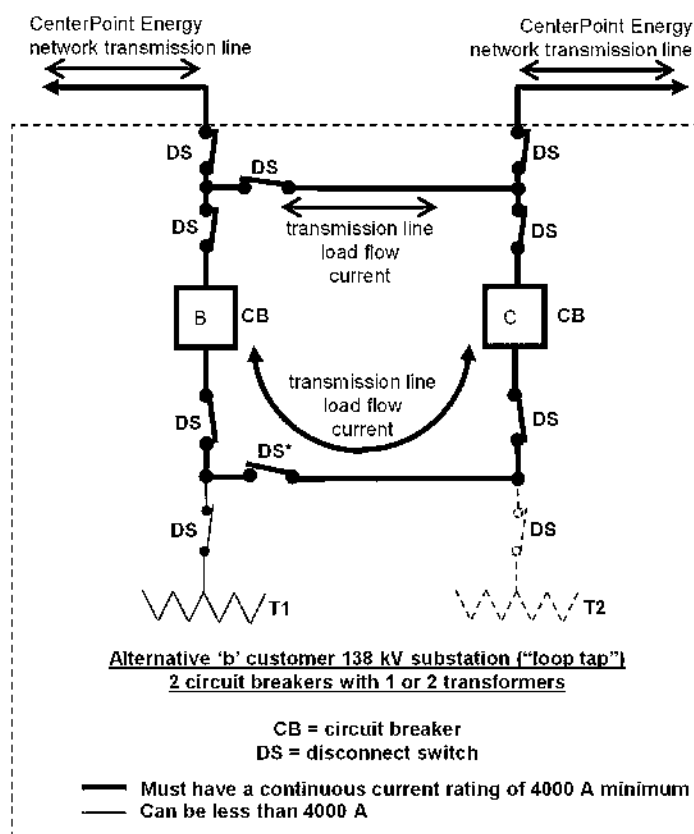 CenterPoint Energy
network transmission line
CenterPoint Energy
network transmission line
DS
DS
DS
DS
DS
transmission line
load flow
current
B
CB
C
CB
transmission line
load flow
current
DS
DS
DS*
DS
DS
T1
T2
Alternative 'b' customer 138 kV substation ("loop tap")
2 circuit breakers with 1 or 2 transformers
CB = circuit breaker
DS = disconnect switch
Must have a continuous current rating of 4000 A minimum
Can be less than 4000 A